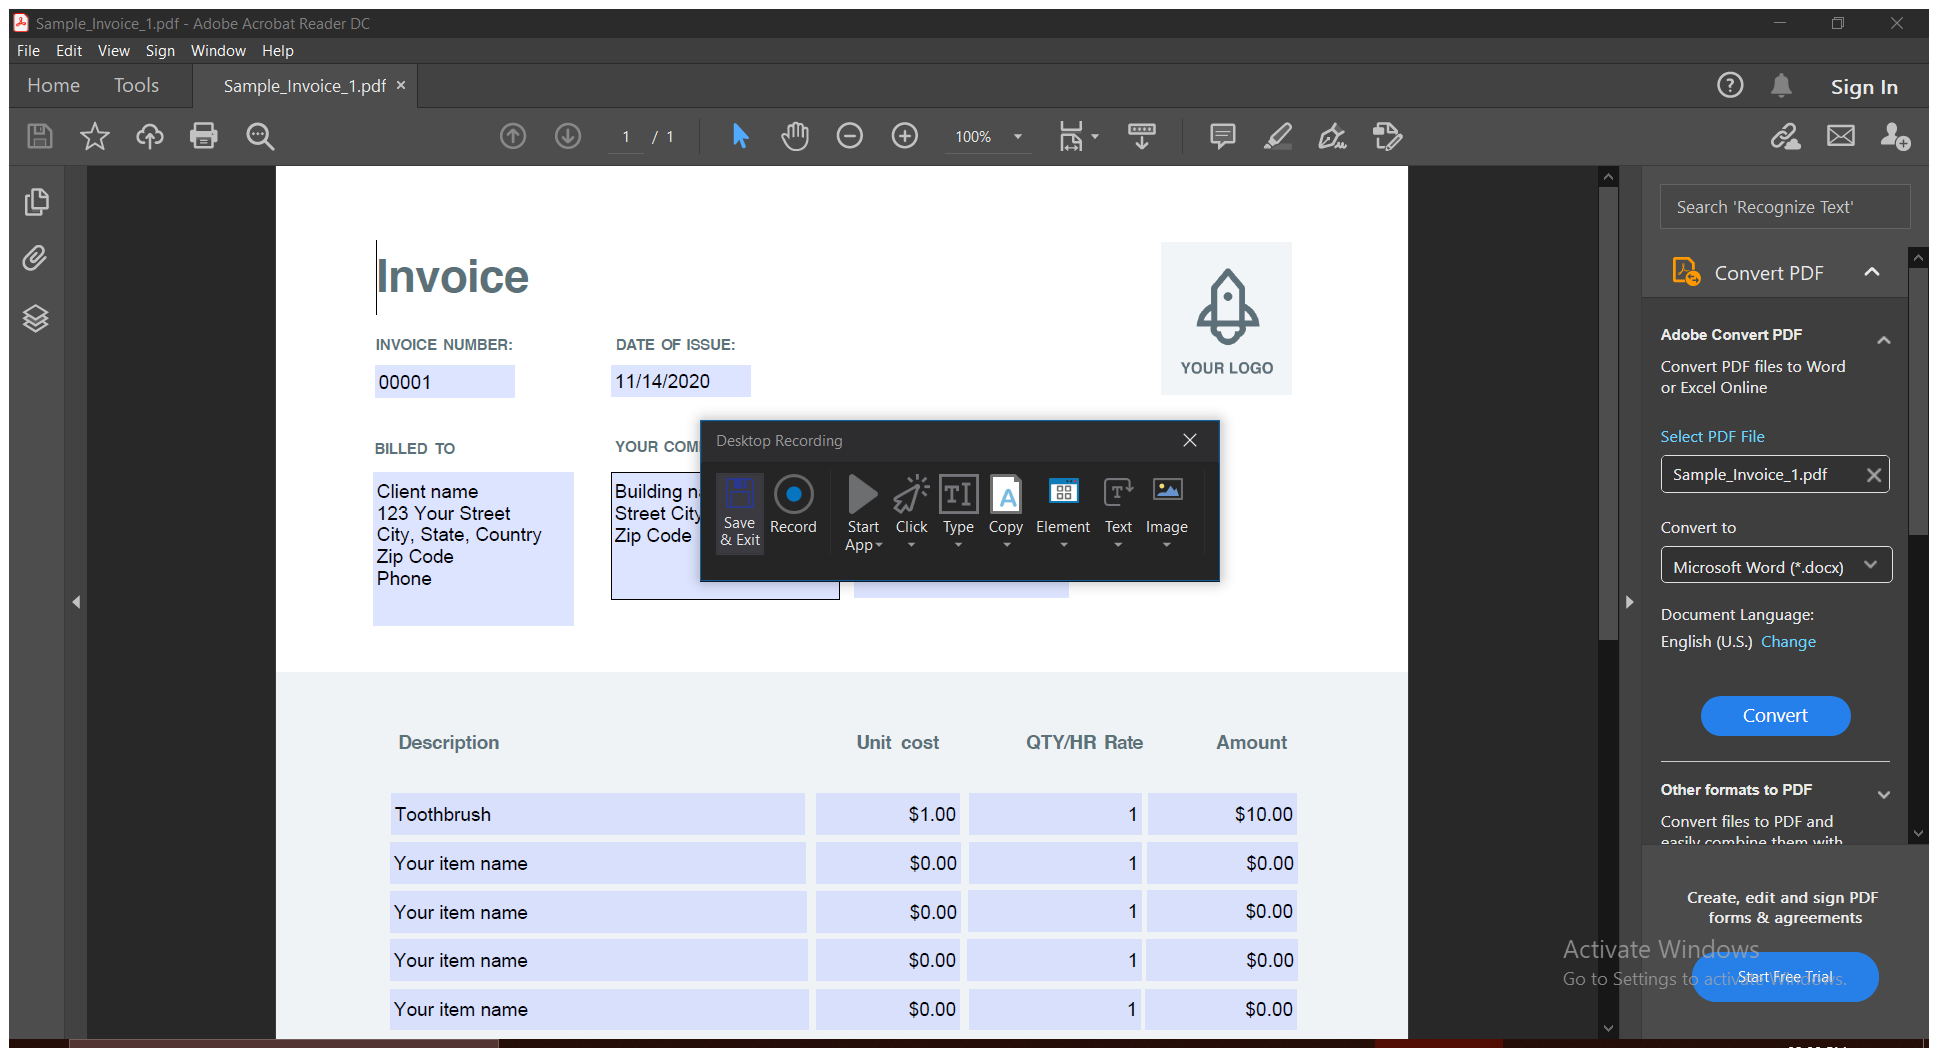 Sample_Invoice_1.pdf - Adobe Acrobat Reader DC
File Edit View Sign Window Help
Home Tools Sample_Invoice_1.pdf × Sign In
1 / 1 100%
Search 'Recognize Text'
Convert PDF
Adobe Convert PDF
Convert PDF files to Word
or Excel Online
Select PDF File
Sample_Invoice_1.pdf
Convert to
Microsoft Word (*.docx)
Document Language:
English (U.S.) Change
Convert
Other formats to PDF
Convert files to PDF and
easily combine them with
Create, edit and sign PDF
forms & agreements
Start Free Trial
Activate Windows
Go to Settings to activate Windows.
Invoice
YOUR LOGO
INVOICE NUMBER: DATE OF ISSUE:
00001 11/14/2020
BILLED TO YOUR COM
Client name
123 Your Street
City, State, Country
Zip Code
Phone
Building n
Street City
Zip Code
Desktop Recording
Save & Exit
Record
Start App
Click
Type
Copy
Element
Text
Image
Description Unit cost QTY/HR Rate Amount
Toothbrush $1.00 1 $10.00
Your item name $0.00 1 $0.00
Your item name $0.00 1 $0.00
Your item name $0.00 1 $0.00
Your item name $0.00 1 $0.00